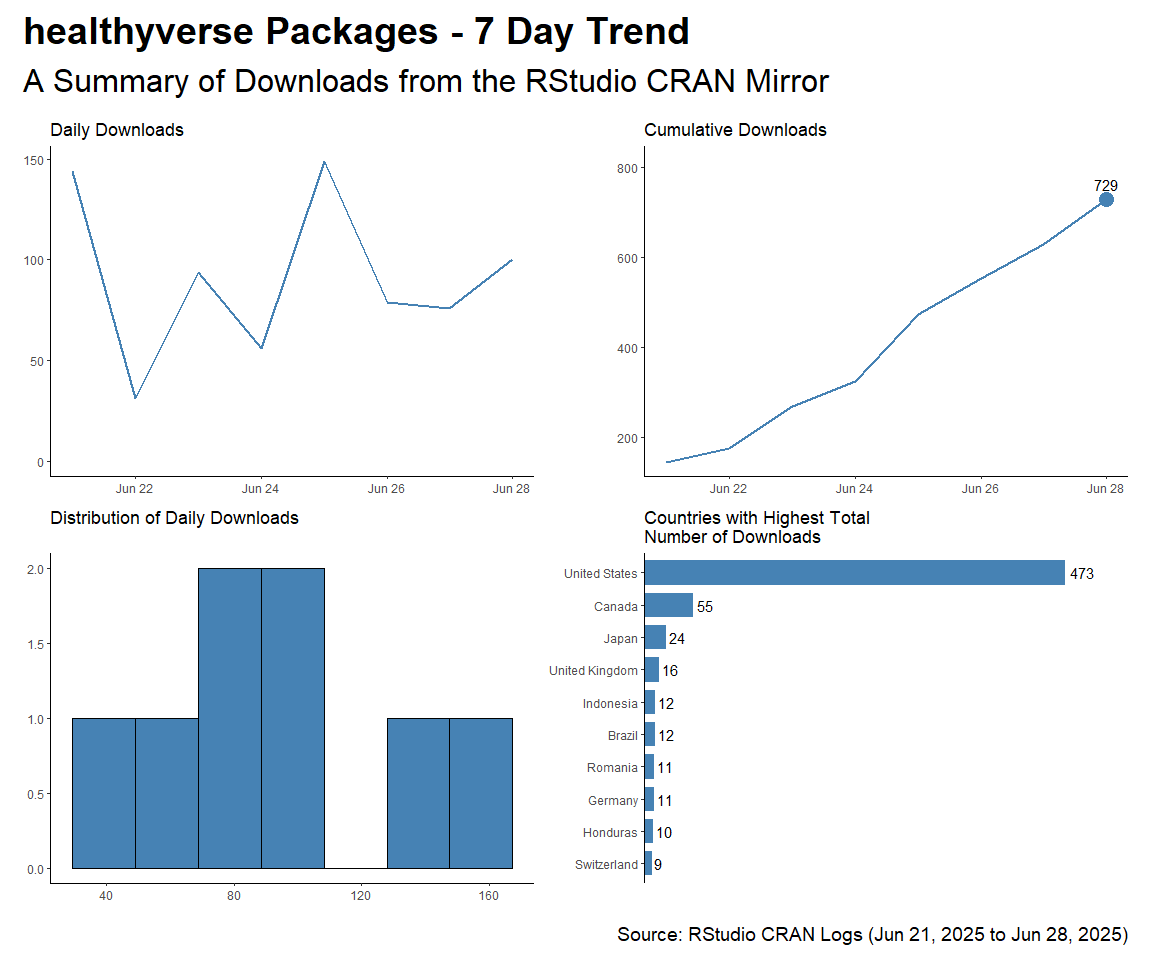 healthyverse Packages - 7 Day Trend
A Summary of Downloads from the RStudio CRAN Mirror
Daily Downloads
150
100
50
0
Jun 22
Jun 24
Jun 26
Jun 28
Cumulative Downloads
800
600
400
200
729
Jun 22
Jun 24
Jun 26
Jun 28
Distribution of Daily Downloads
2.0
1.5
1.0
0.5
0.0
40
80
120
160
Countries with Highest Total
Number of Downloads
United States 473
Canada 55
Japan 24
United Kingdom 16
Indonesia 12
Brazil 12
Romania 11
Germany 11
Honduras 10
Switzerland 9
Source: RStudio CRAN Logs (Jun 21, 2025 to Jun 28, 2025)